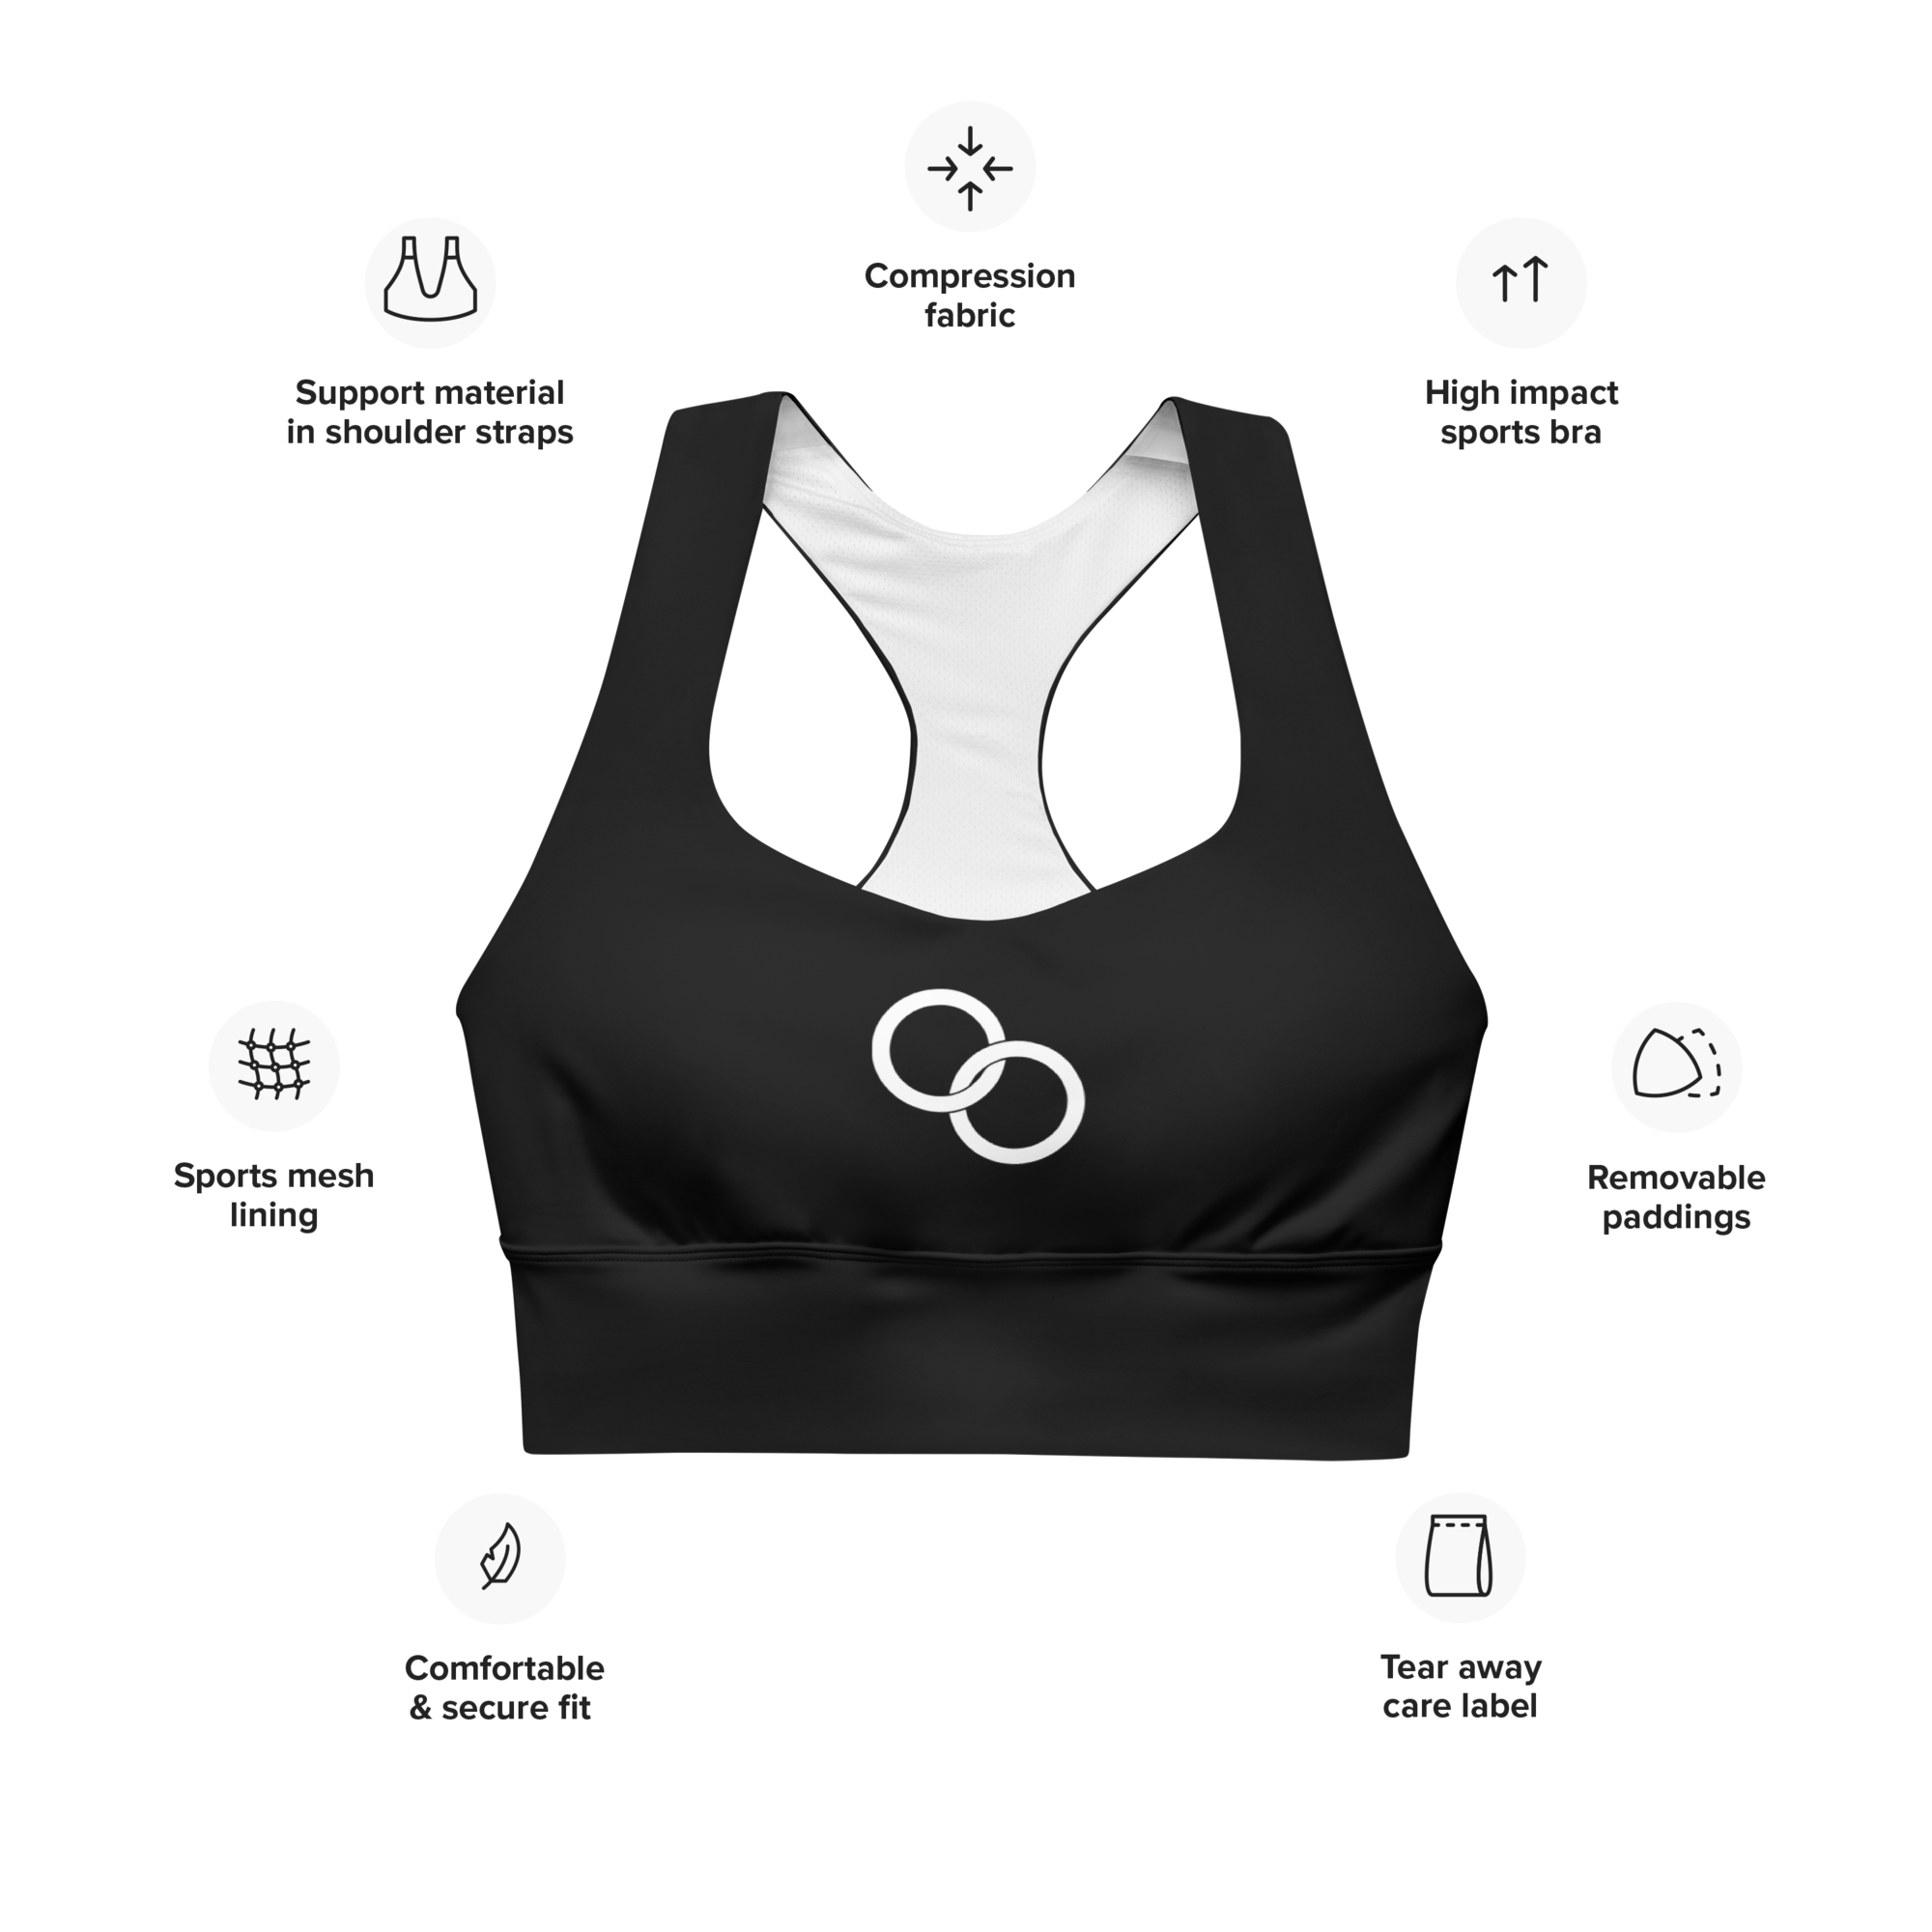 Compression
fabric
Support material
in shoulder straps
High impact
sports bra
Sports mesh
lining
Removable
paddings
Comfortable
& secure fit
Tear away
care label